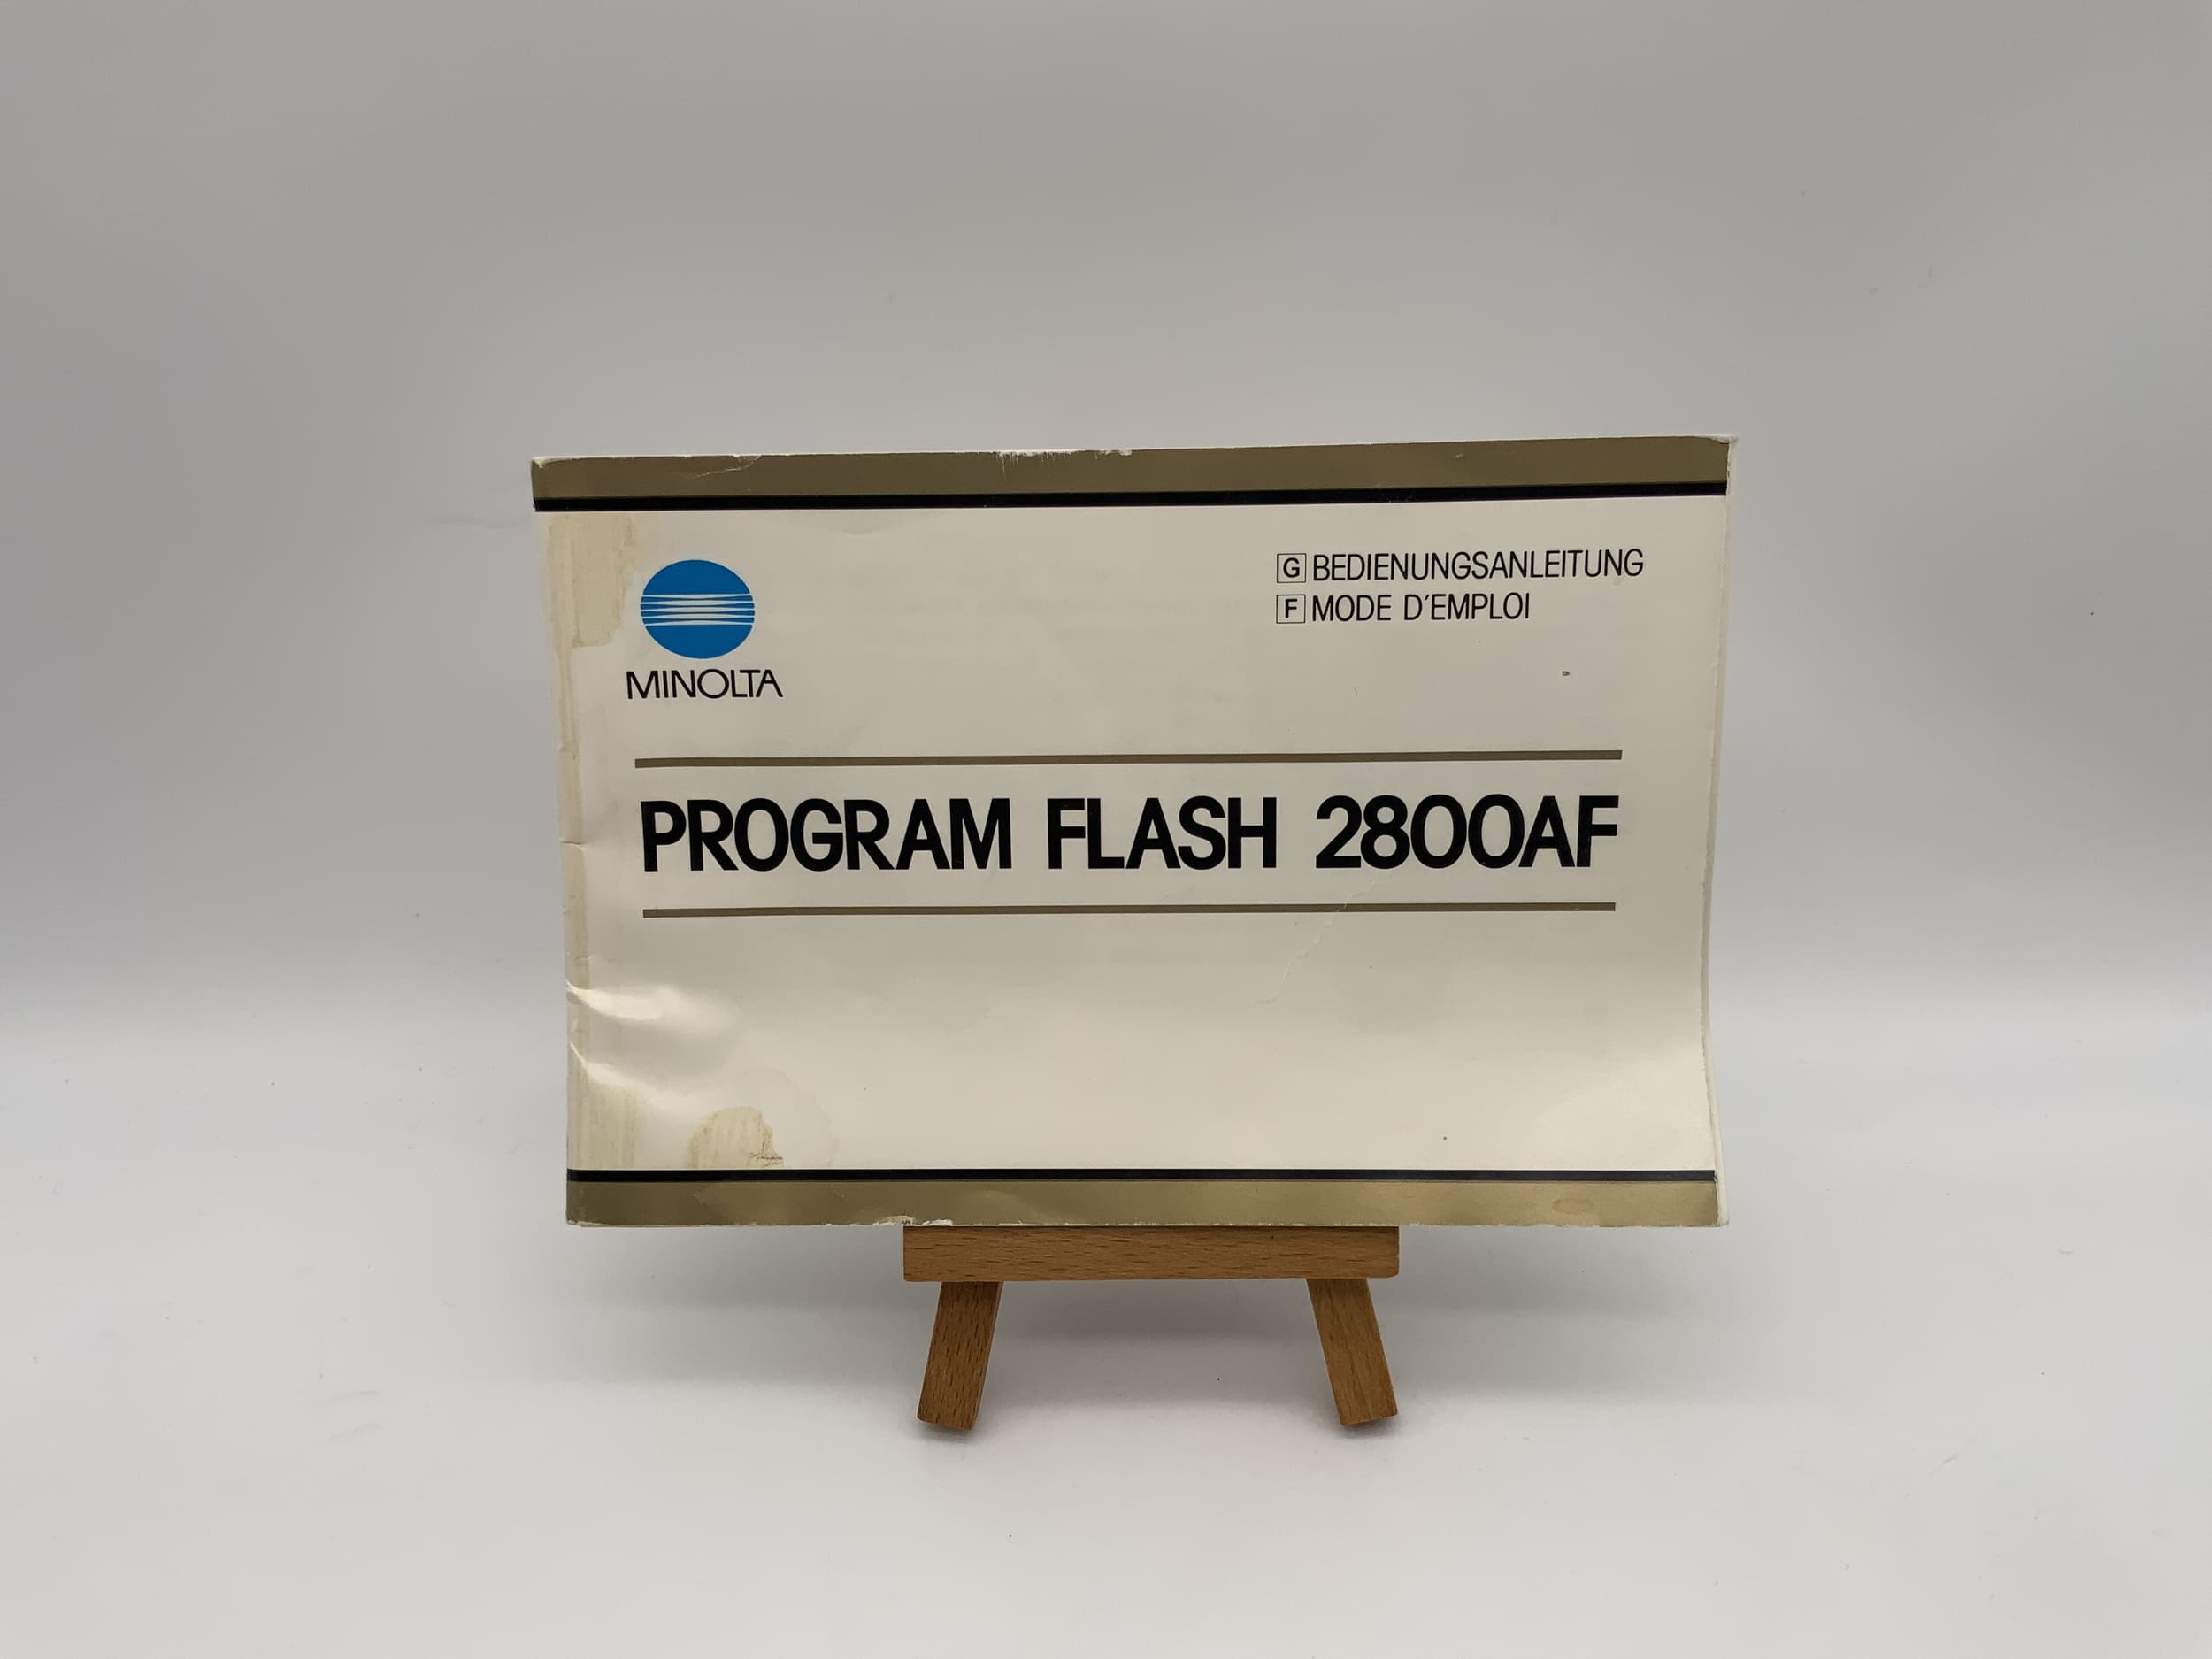 MINOLTA
G BEDIENUNGSANLEITUNG
F MODE D'EMPLOI
PROGRAM FLASH 2800AF